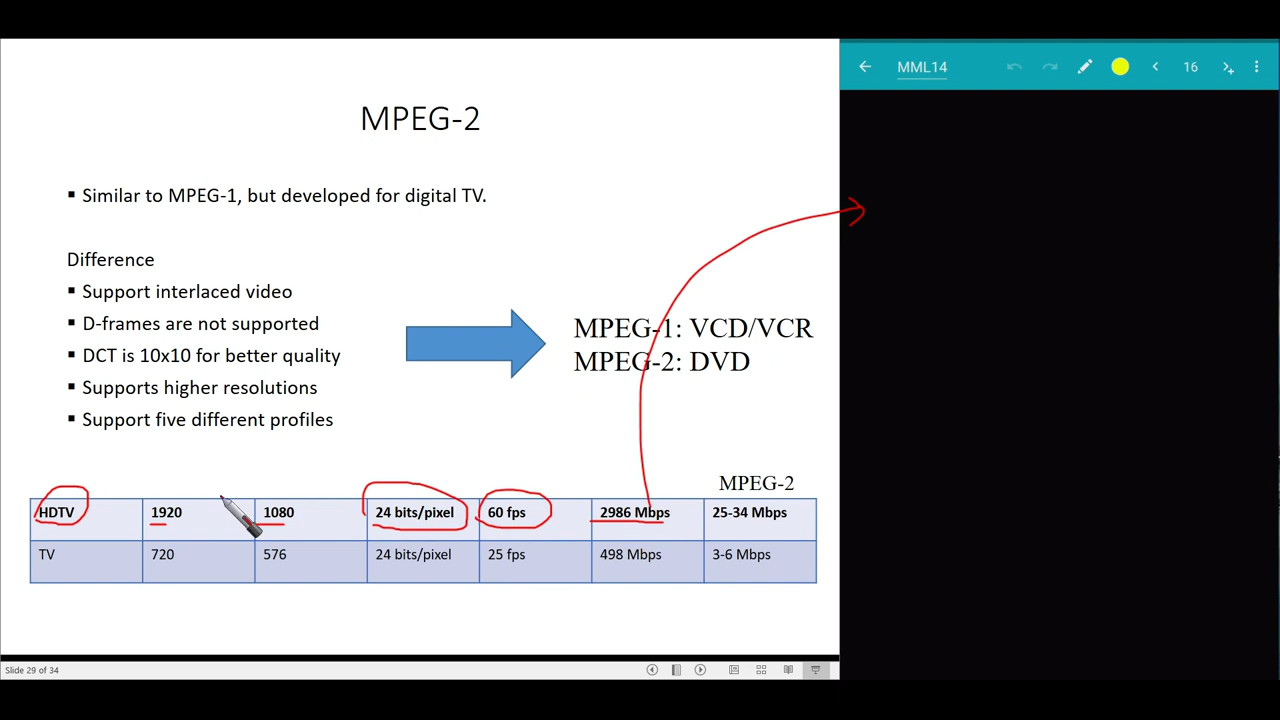 MPEG-2
▪ Similar to MPEG-1, but developed for digital TV.
Difference
▪ Support interlaced video
▪ D-frames are not supported
▪ DCT is 10x10 for better quality
▪ Supports higher resolutions
▪ Support five different profiles
MPEG-1: VCD/VCR
MPEG-2: DVD
MPEG-2
HDTV 1920 1080 24 bits/pixel 60 fps 2986 Mbps 25-34 Mbps
TV 720 576 24 bits/pixel 25 fps 498 Mbps 3-6 Mbps
Slide 29 of 34
MML14 16